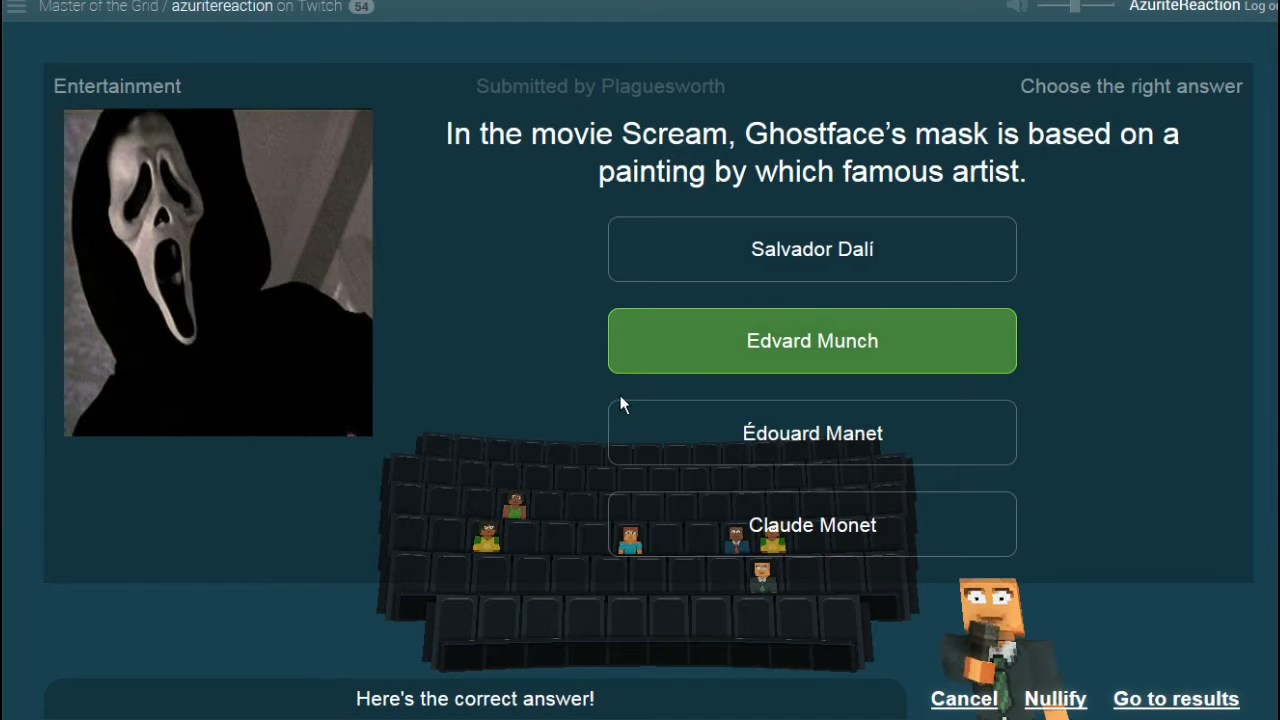 Master of the Grid / azuritereaction on Twitch 54
AzuriteReaction Log
Entertainment
Submitted by Plaguesworth
Choose the right answer
In the movie Scream, Ghostface’s mask is based on a
painting by which famous artist.
Salvador Dalí
Edvard Munch
Édouard Manet
Claude Monet
Here's the correct answer!
Cancel Nullify Go to results